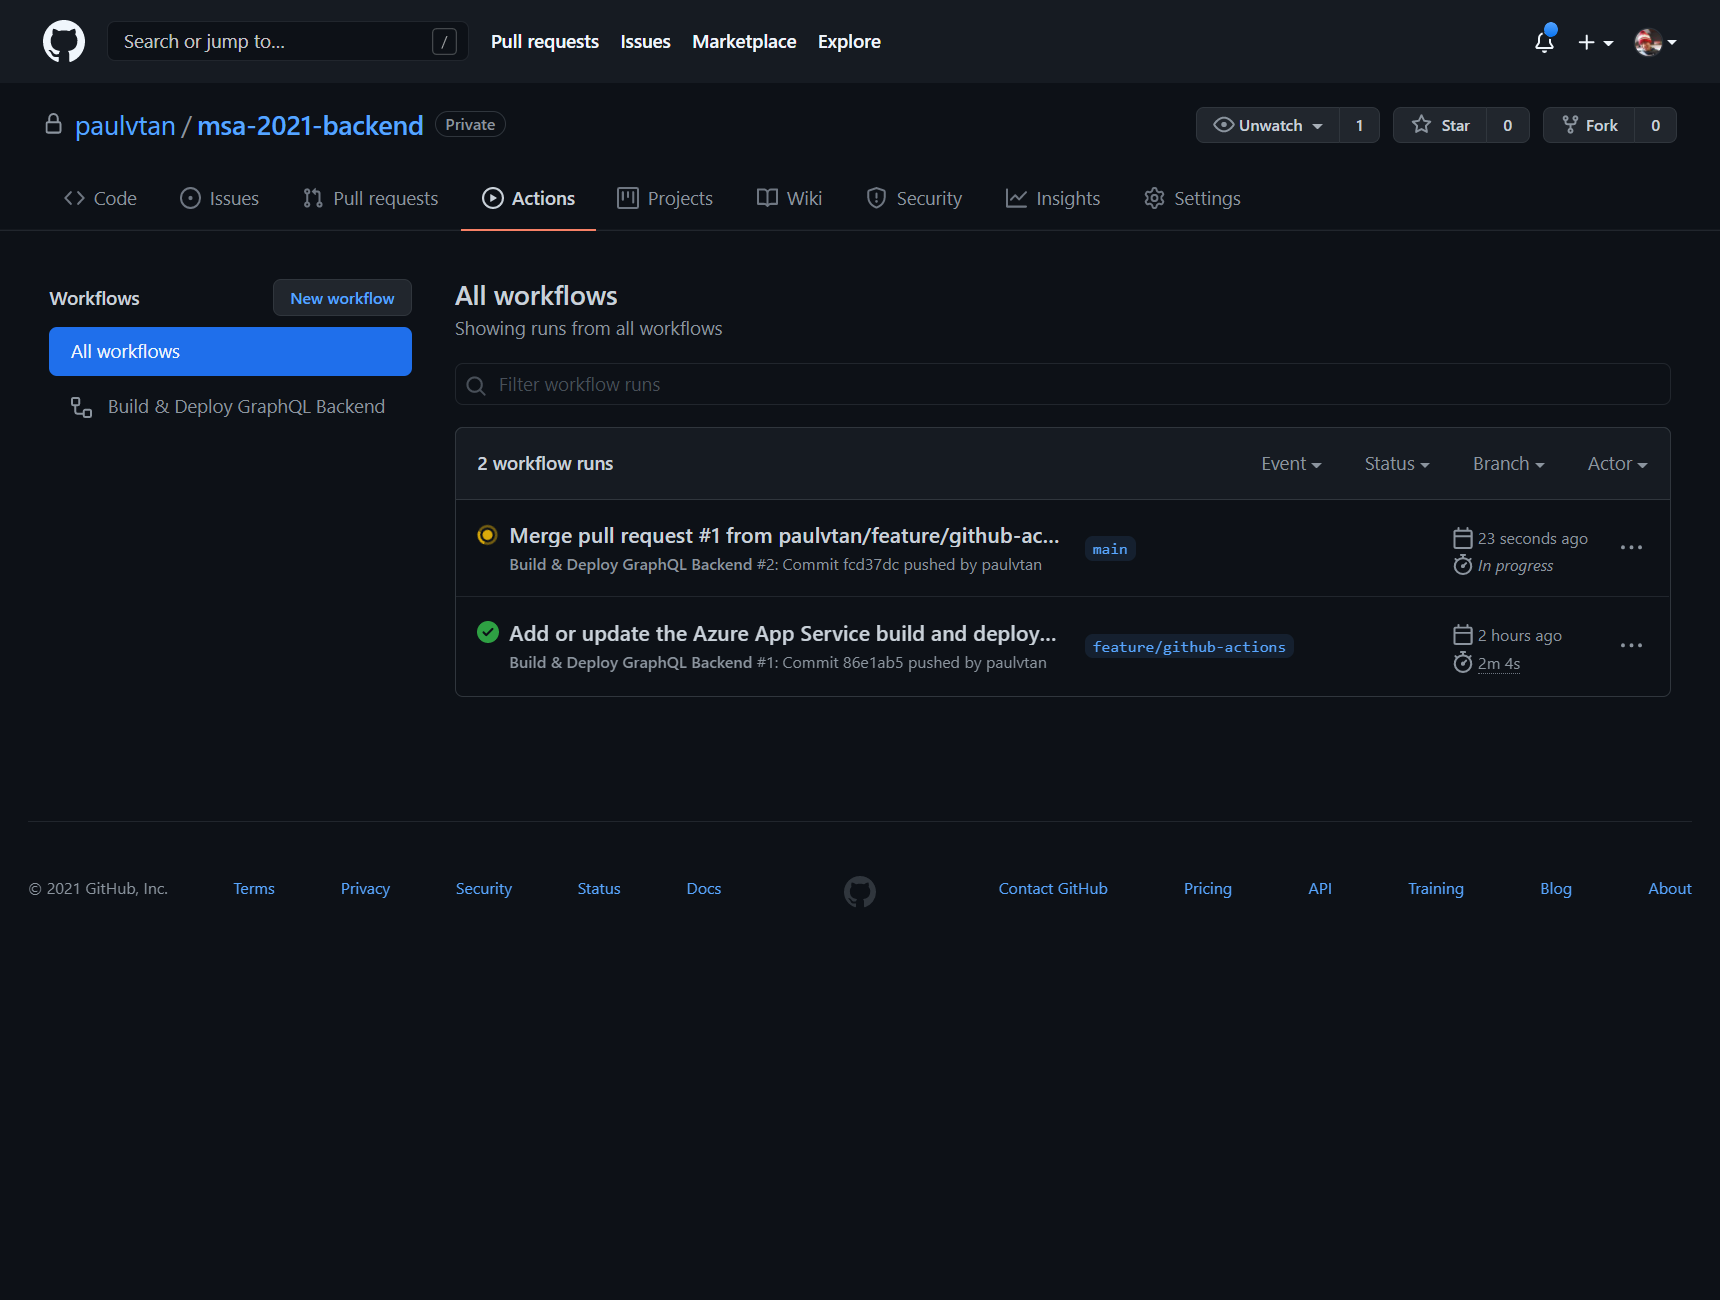 Search or jump to... /
Pull requests Issues Marketplace Explore
paulvtan / msa-2021-backend Private
Unwatch 1 Star 0 Fork 0
Code Issues Pull requests Actions Projects Wiki Security Insights Settings
Workflows New workflow
All workflows
Build & Deploy GraphQL Backend
All workflows
Showing runs from all workflows
Filter workflow runs
2 workflow runs Event Status Branch Actor
Merge pull request #1 from paulvtan/feature/github-ac...
Build & Deploy GraphQL Backend #2: Commit fcd37dc pushed by paulvtan
main
23 seconds ago
In progress
Add or update the Azure App Service build and deploy...
Build & Deploy GraphQL Backend #1: Commit 86e1ab5 pushed by paulvtan
feature/github-actions
2 hours ago
2m 4s
© 2021 GitHub, Inc. Terms Privacy Security Status Docs Contact GitHub Pricing API Training Blog About